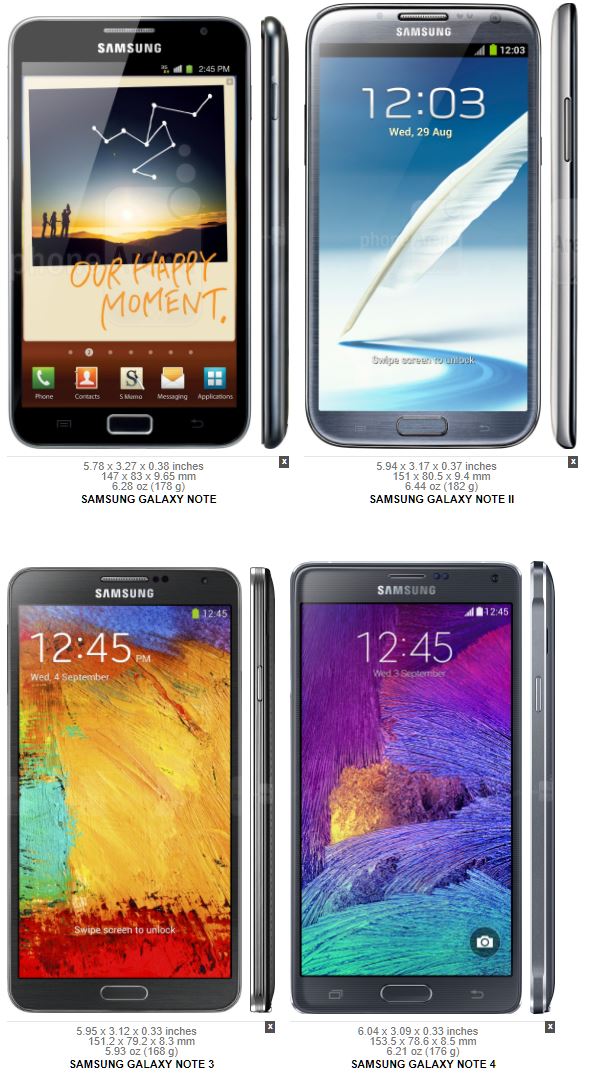 SAMSUNG
3G 2:45 PM
OUR HAPPY
MOMENT.
Phone Contacts S Memo Messaging Applications
5.78 x 3.27 x 0.38 inches
147 x 83 x 9.65 mm
6.28 oz (178 g)
SAMSUNG GALAXY NOTE
x
SAMSUNG
12:03
12:03
Wed, 29 Aug
phone Arena
Swipe screen to unlock
5.94 x 3.17 x 0.37 inches
151 x 80.5 x 9.4 mm
6.44 oz (182 g)
SAMSUNG GALAXY NOTE II
x
SAMSUNG
12:45
12:45 PM
Wed, 4 September
Swipe screen to unlock
5.95 x 3.12 x 0.33 inches
151.2 x 79.2 x 8.3 mm
5.93 oz (168 g)
SAMSUNG GALAXY NOTE 3
x
SAMSUNG
12:45
12:45
Wed 3 September
6.04 x 3.09 x 0.33 inches
153.5 x 78.6 x 8.5 mm
6.21 oz (176 g)
SAMSUNG GALAXY NOTE 4
x